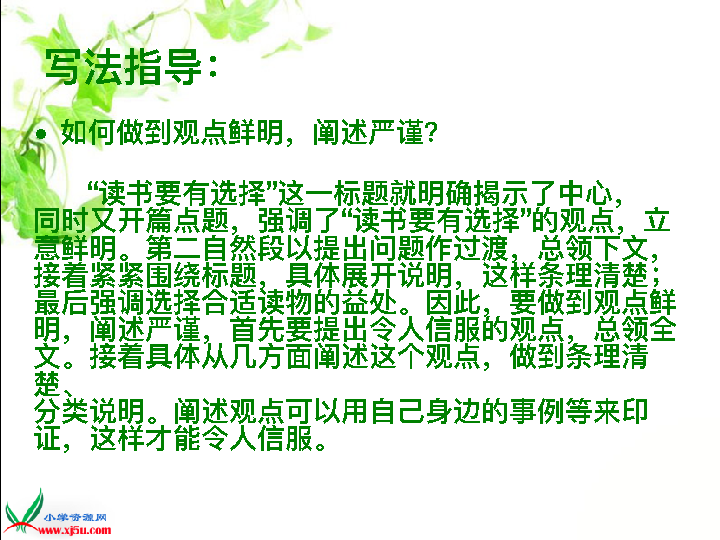 写法指导：
• 如何做到观点鲜明，阐述严谨？
“读书要有选择”这一标题就明确揭示了中心，
同时又开篇点题，强调了“读书要有选择”的观点，立
意鲜明。第二自然段以提出问题作过渡，总领下文，
接着紧紧围绕标题，具体展开说明，这样条理清楚；
最后强调选择合适读物的益处。因此，要做到观点鲜
明，阐述严谨，首先要提出令人信服的观点，总领全
文。接着具体从几方面阐述这个观点，做到条理清
楚、
分类说明。阐述观点可以用自己身边的事例等来印
证，这样才能令人信服。
小学资源网
www.xj5u.com